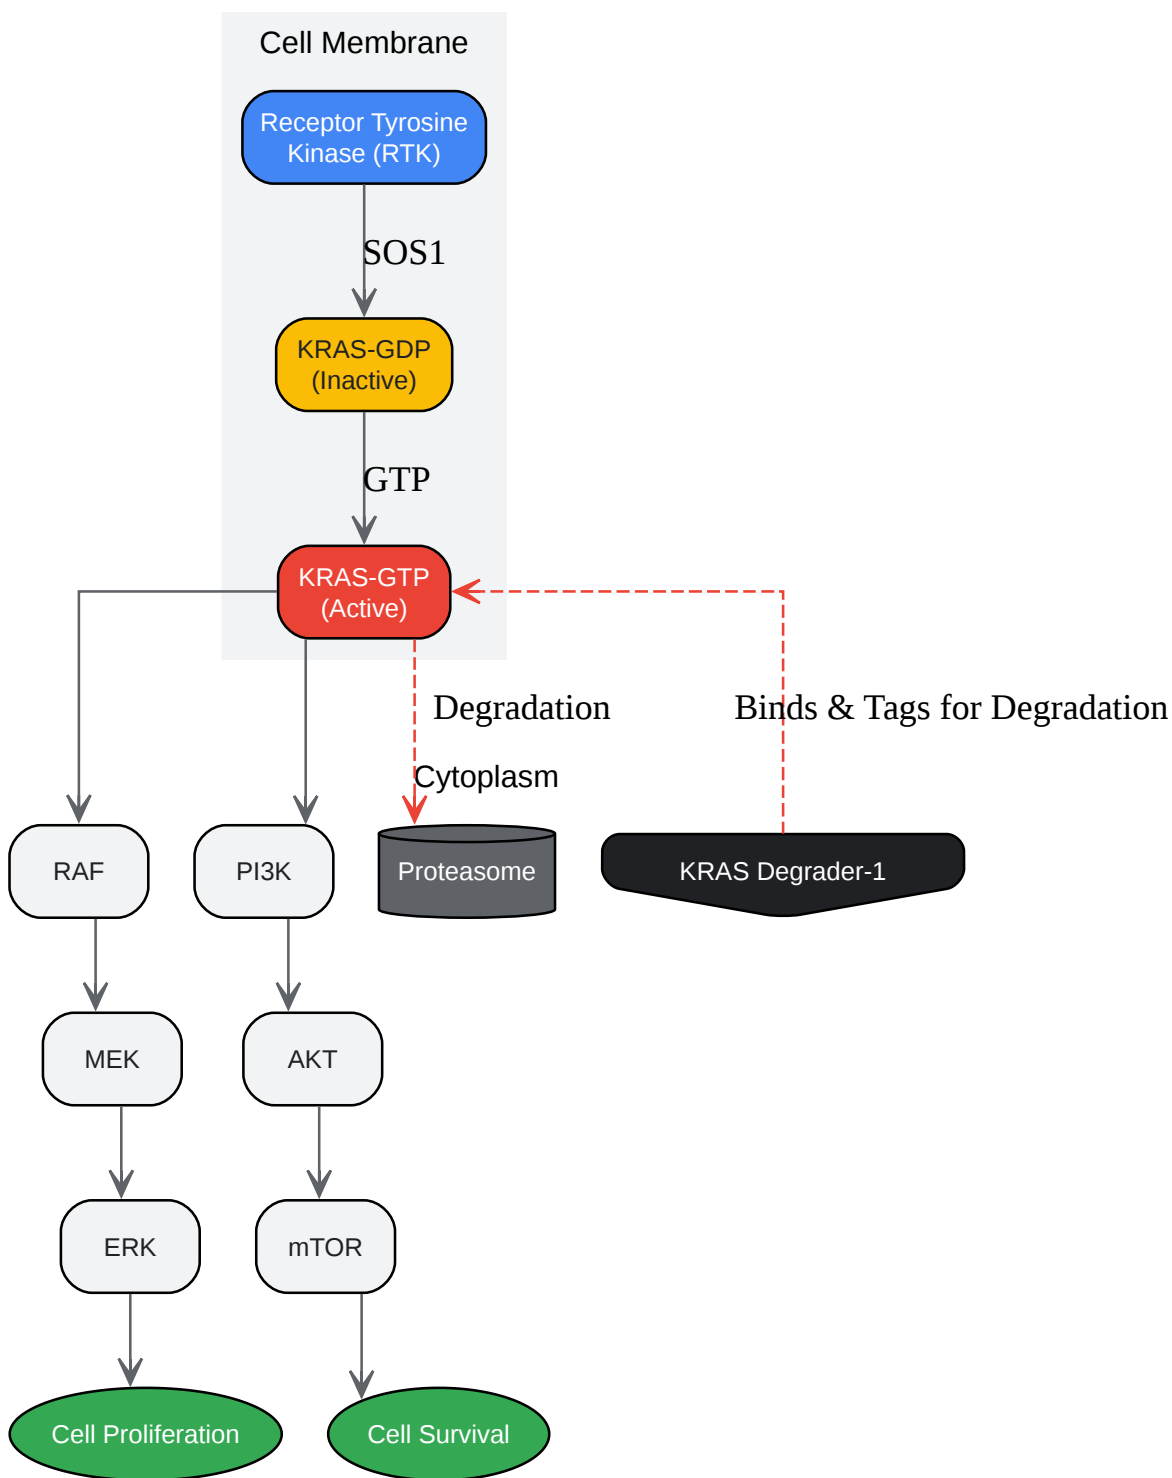 Cell Membrane
Receptor Tyrosine
Kinase (RTK)
SOS1
KRAS-GDP
(Inactive)
GTP
KRAS-GTP
(Active)
Degradation
Binds & Tags for Degradation
Cytoplasm
RAF
PI3K
Proteasome
KRAS Degrader-1
MEK
AKT
ERK
mTOR
Cell Proliferation
Cell Survival